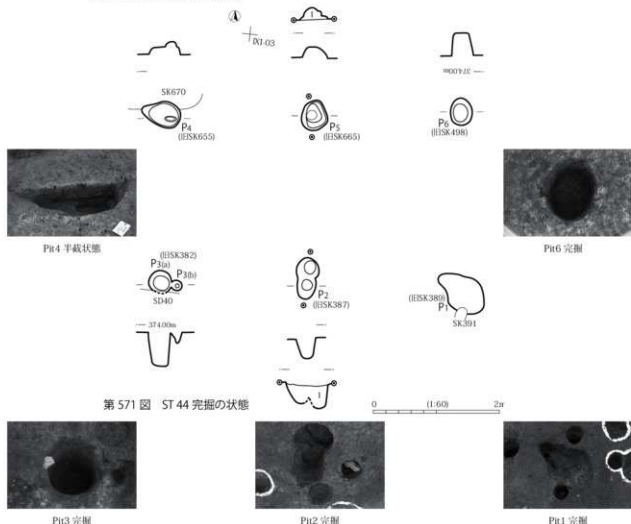 1
IX I-03
374.00m
SK670
P4
(旧SK655)
P5
(旧SK665)
P6
(旧SK498)
Pit4 半截状態
Pit6 完掘
(旧SK382)
P3(a)
P3(b)
SD40
P2
(旧SK387)
(旧SK389)
P1
SK391
374.00m
1
第 571 図 ST 44 完掘の状態
0 (1:60) 2m
Pit3 完掘
Pit2 完掘
Pit1 完掘